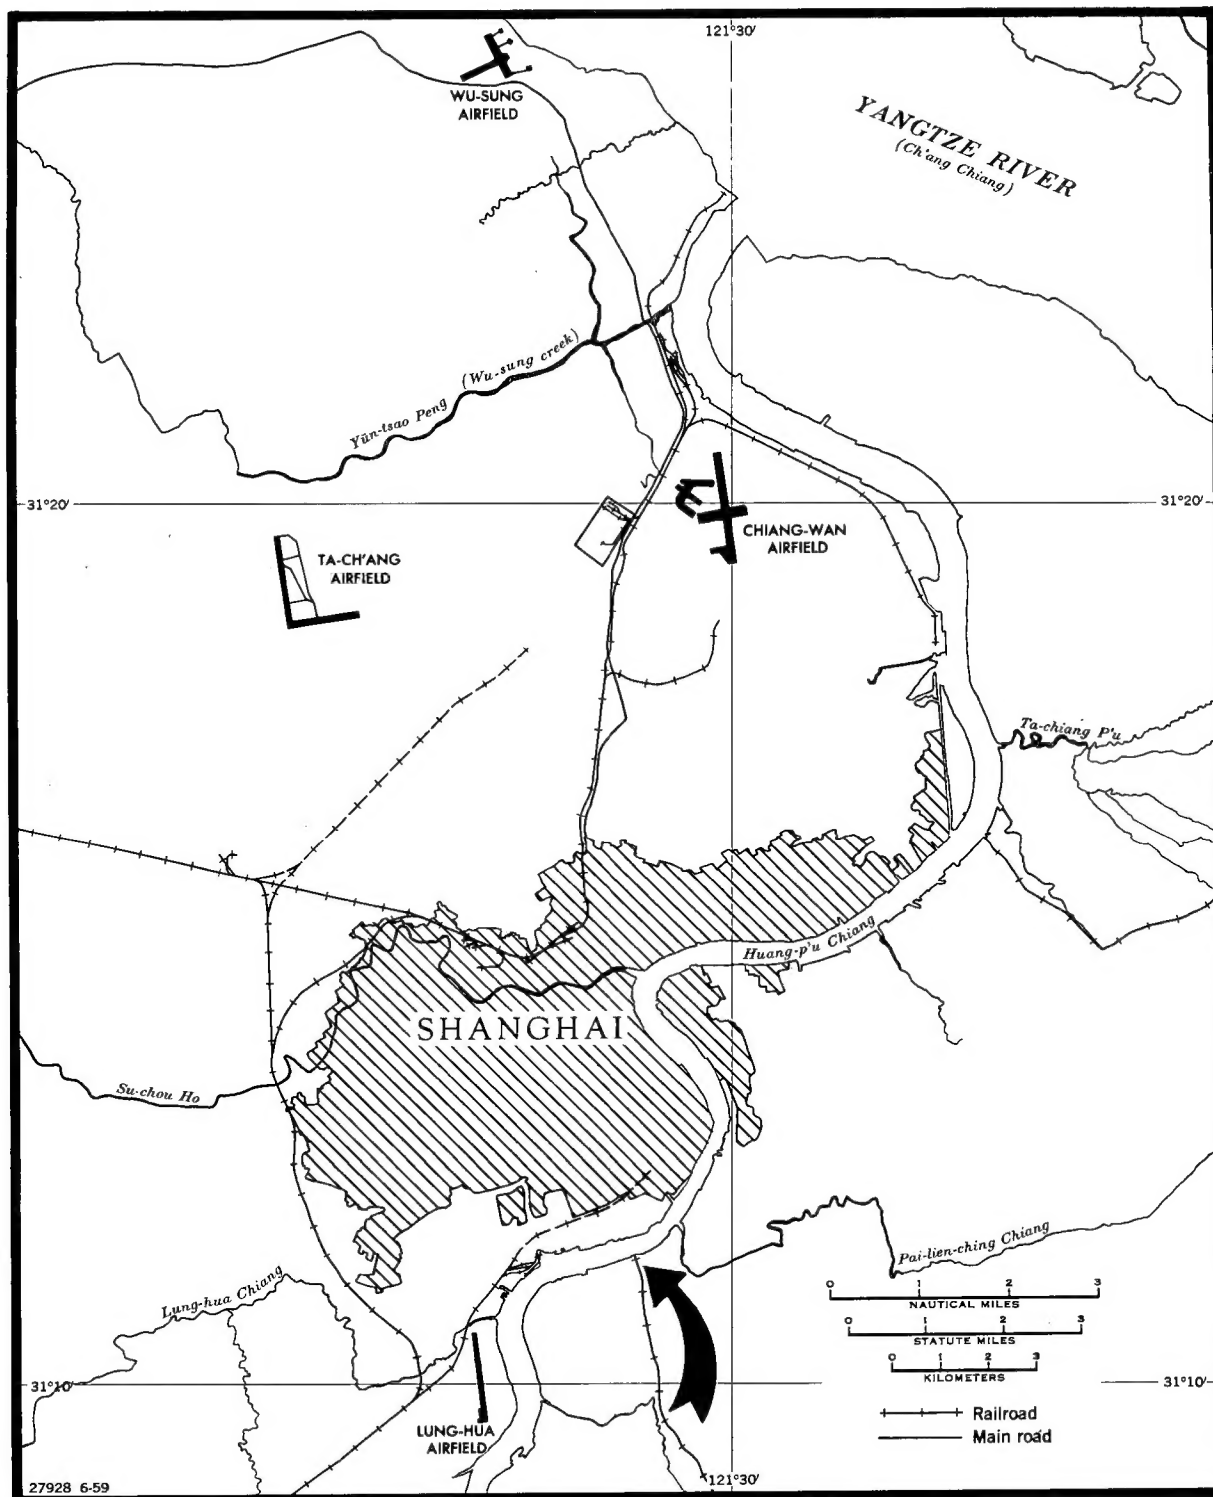 121°30'
WU-SUNG
AIRFIELD
YANGTZE RIVER
(Ch'ang Chiang)
Yün-tsao Peng (Wu-sung creek)
31°20'
31°20'
CHIANG-WAN
AIRFIELD
TA-CH'ANG
AIRFIELD
Ta-chiang P'u
Huang-p'u Chiang
SHANGHAI
Su-chou Ho
Pai-lien-ching Chiang
Lung-hua Chiang
0 1 2 3
NAUTICAL MILES
0 1 2 3
STATUTE MILES
0 1 2 3
KILOMETERS
31°10'
31°10'
Railroad
Main road
LUNG-HUA
AIRFIELD
121°30'
27928 6-59